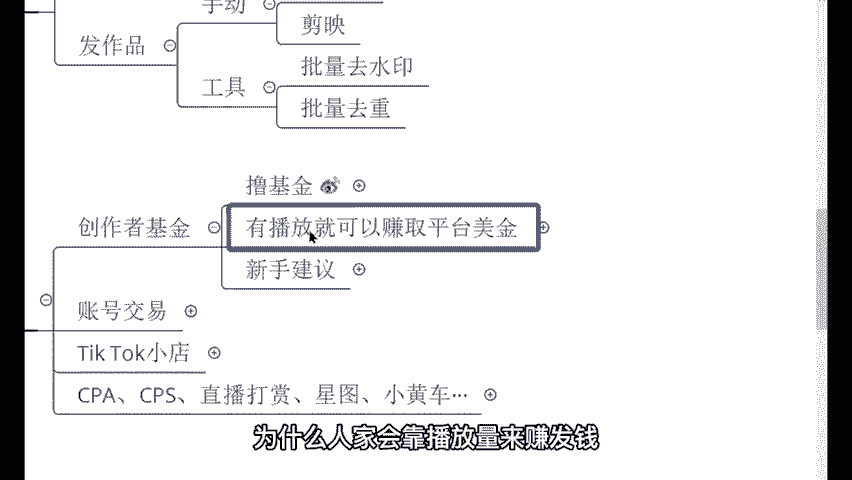 手动
剪映
发作品
批量去水印
工具
批量去重
撸基金
创作者基金
有播放就可以赚取平台美金
新手建议
账号交易
Tik Tok小店
CPA、CPS、直播打赏、星图、小黄车…
为什么人家会靠播放量来赚发钱